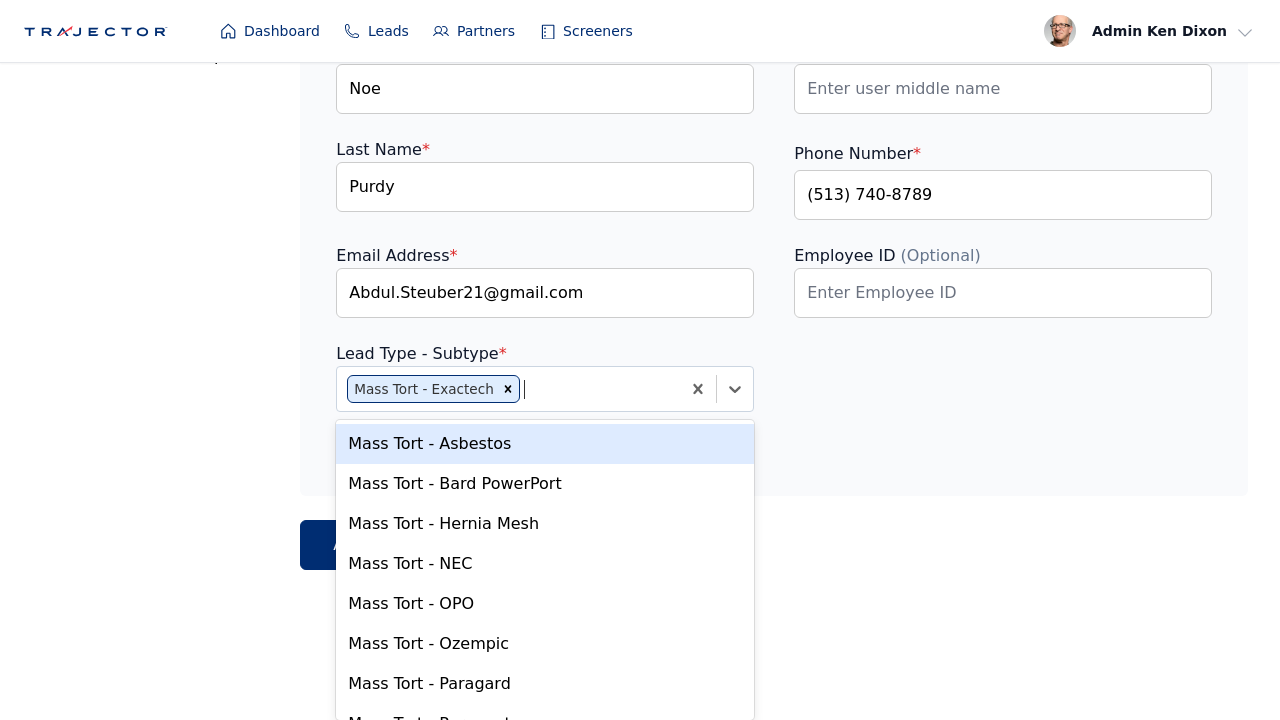 TRAJECTOR
Dashboard
Leads
Partners
Screeners
Admin Ken Dixon
Noe
Enter user middle name
Last Name*
Phone Number*
Purdy
(513) 740-8789
Email Address*
Employee ID (Optional)
Abdul.Steuber21@gmail.com
Enter Employee ID
Lead Type - Subtype*
Mass Tort - Exactech
Mass Tort - Asbestos
Mass Tort - Bard PowerPort
Mass Tort - Hernia Mesh
Mass Tort - NEC
Mass Tort - OPO
Mass Tort - Ozempic
Mass Tort - Paragard